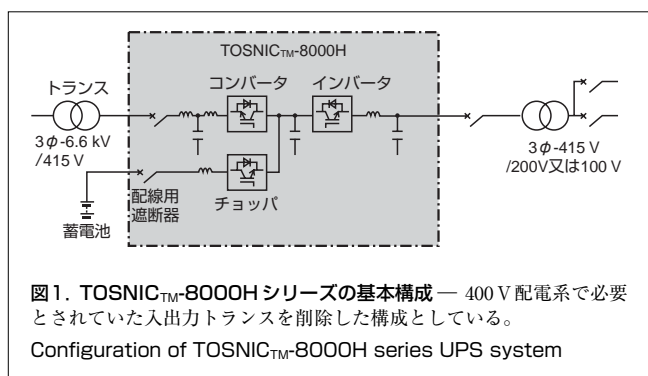 TOSNICTM-8000H
トランス
コンバータ
インバータ
3φ-6.6 kV
/415 V
3φ-415 V
/200V又は100 V
配線用
遮断器
チョッパ
蓄電池
図1. TOSNICTM-8000Hシリーズの基本構成 — 400 V 配電系で必要
とされていた入出力トランスを削除した構成としている。
Configuration of TOSNICTM-8000H series UPS system